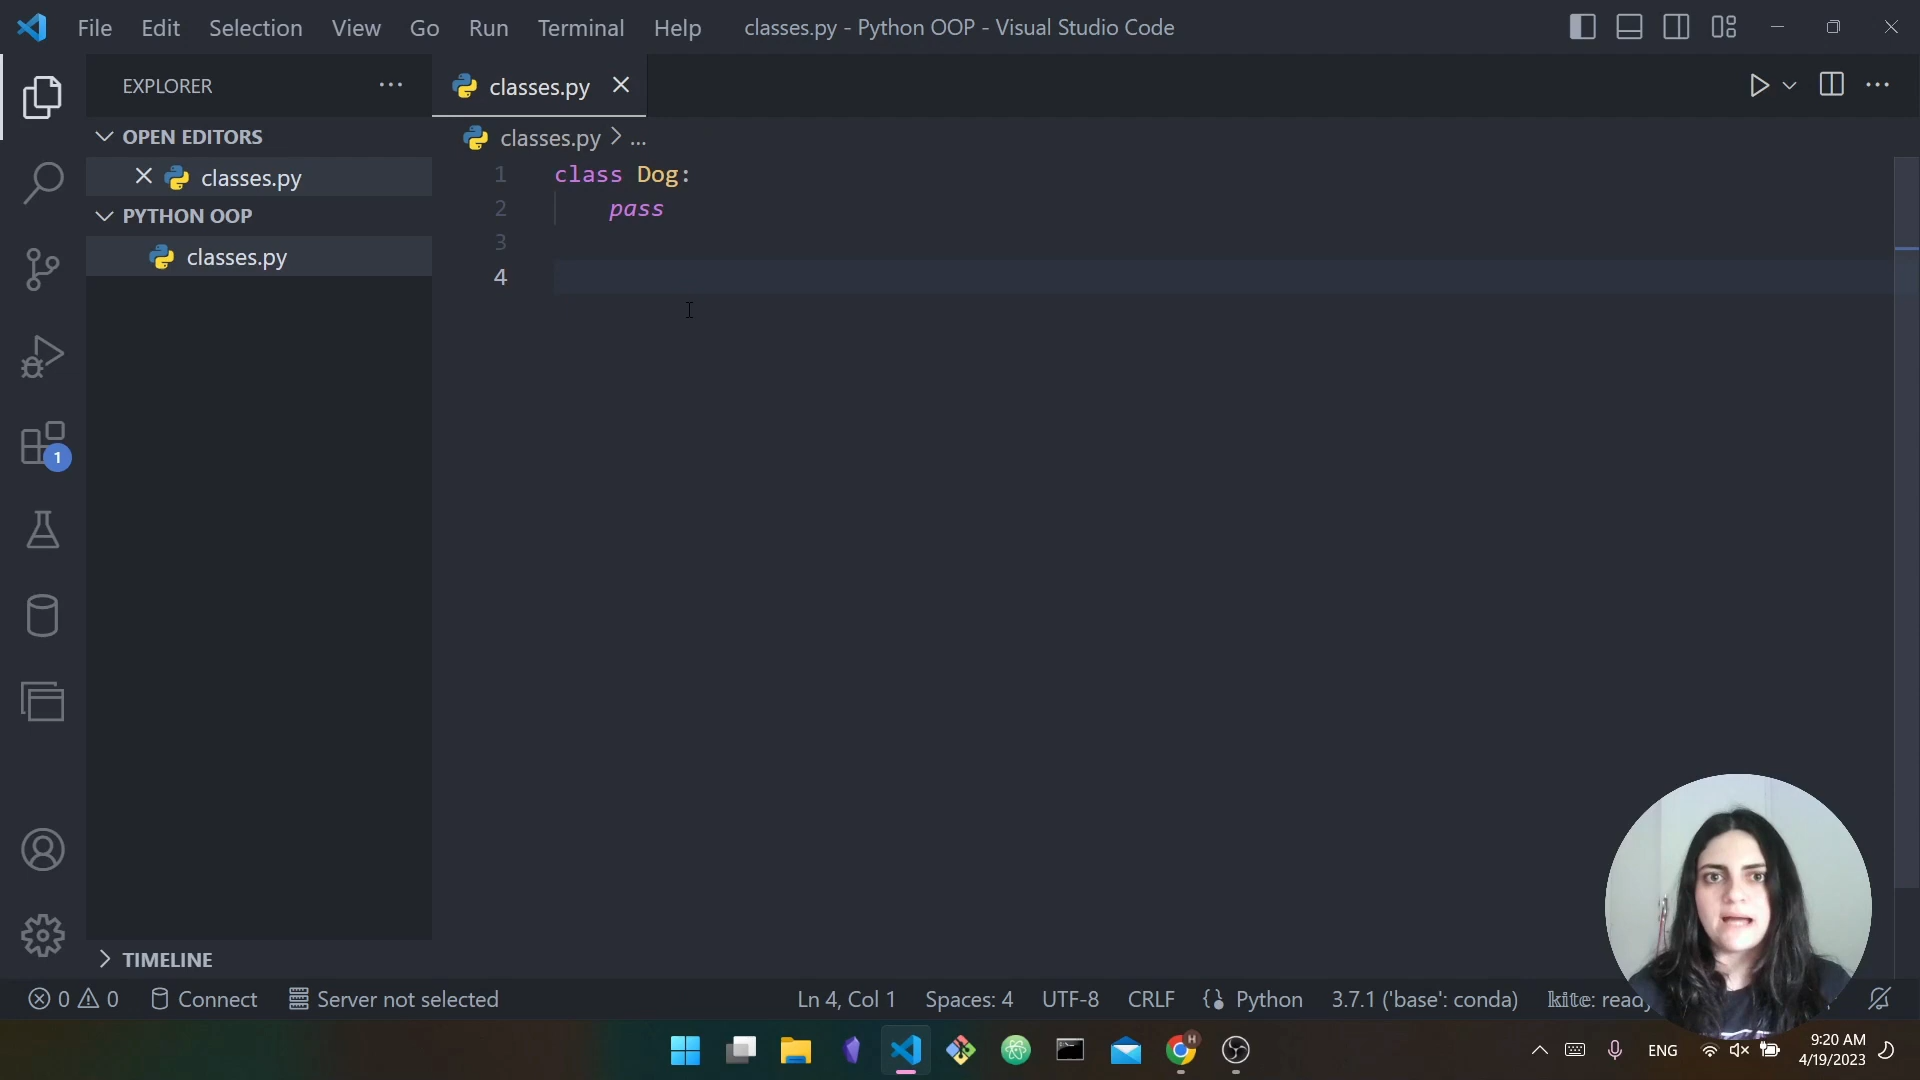 File Edit Selection View Go Run Terminal Help classes.py - Python OOP - Visual Studio Code
EXPLORER
classes.py
OPEN EDITORS
classes.py
PYTHON OOP
classes.py
classes.py > ...
1 class Dog:
2 pass
3
4
1
TIMELINE
0 0 Connect Server not selected Ln 4, Col 1 Spaces: 4 UTF-8 CRLF Python 3.7.1 ('base': conda) kite: ready
H
ENG
9:20 AM
4/19/2023